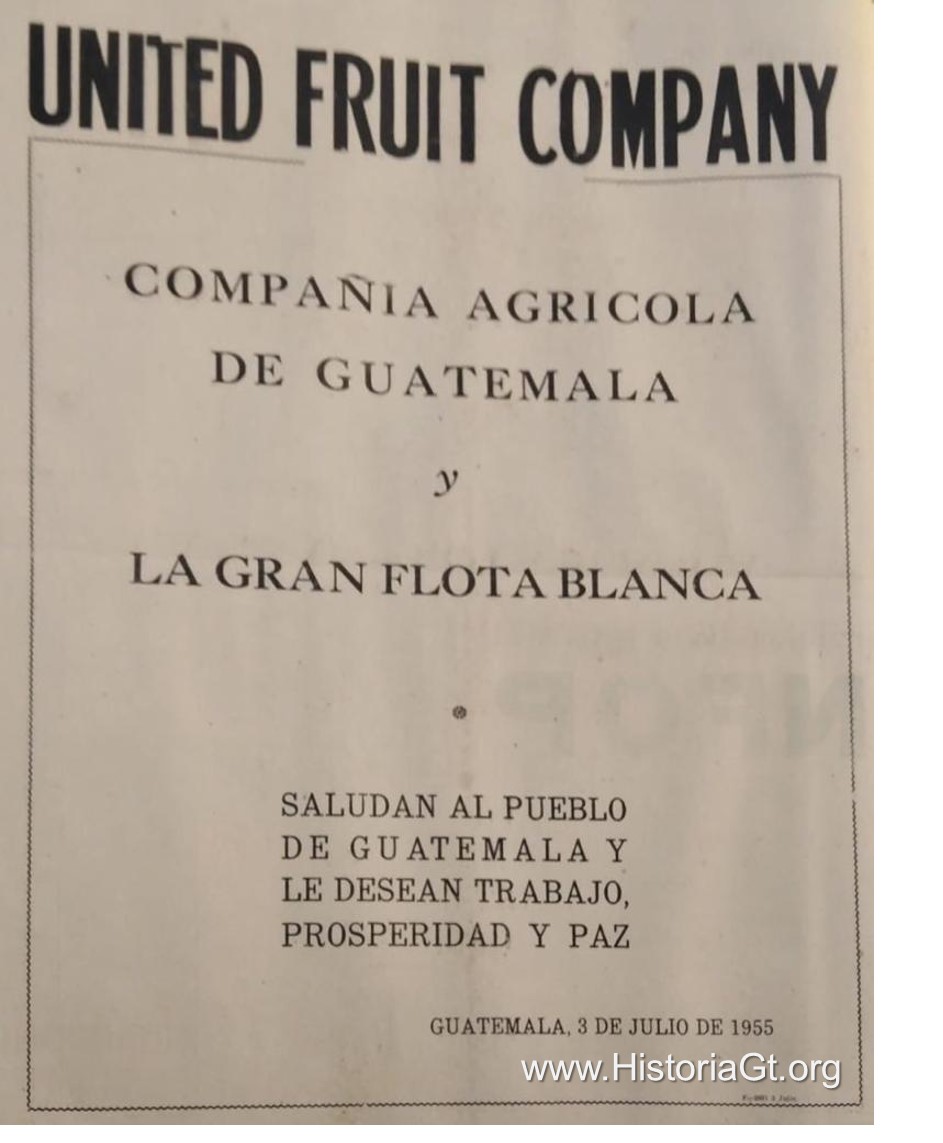 UNITED FRUIT COMPANY
COMPAÑIA AGRICOLA
DE GUATEMALA
y
LA GRAN FLOTA BLANCA
SALUDAN AL PUEBLO
DE GUATEMALA Y
LE DESEAN TRABAJO,
PROSPERIDAD Y PAZ
GUATEMALA, 3 DE JULIO DE 1955
www.HistoriaGt.org